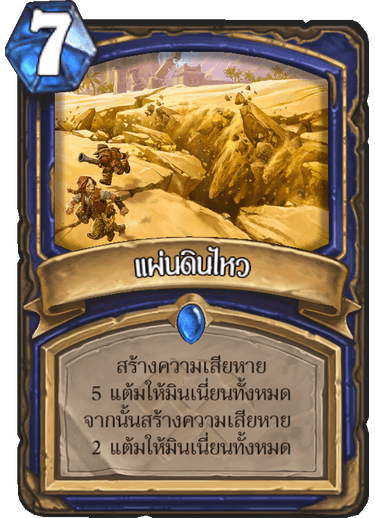 7
แผ่นดินไหว
สร้างความเสียหาย
5 แต้มให้มินเนี่ยนทั้งหมด
จากนั้นสร้างความเสียหาย
2 แต้มให้มินเนี่ยนทั้งหมด